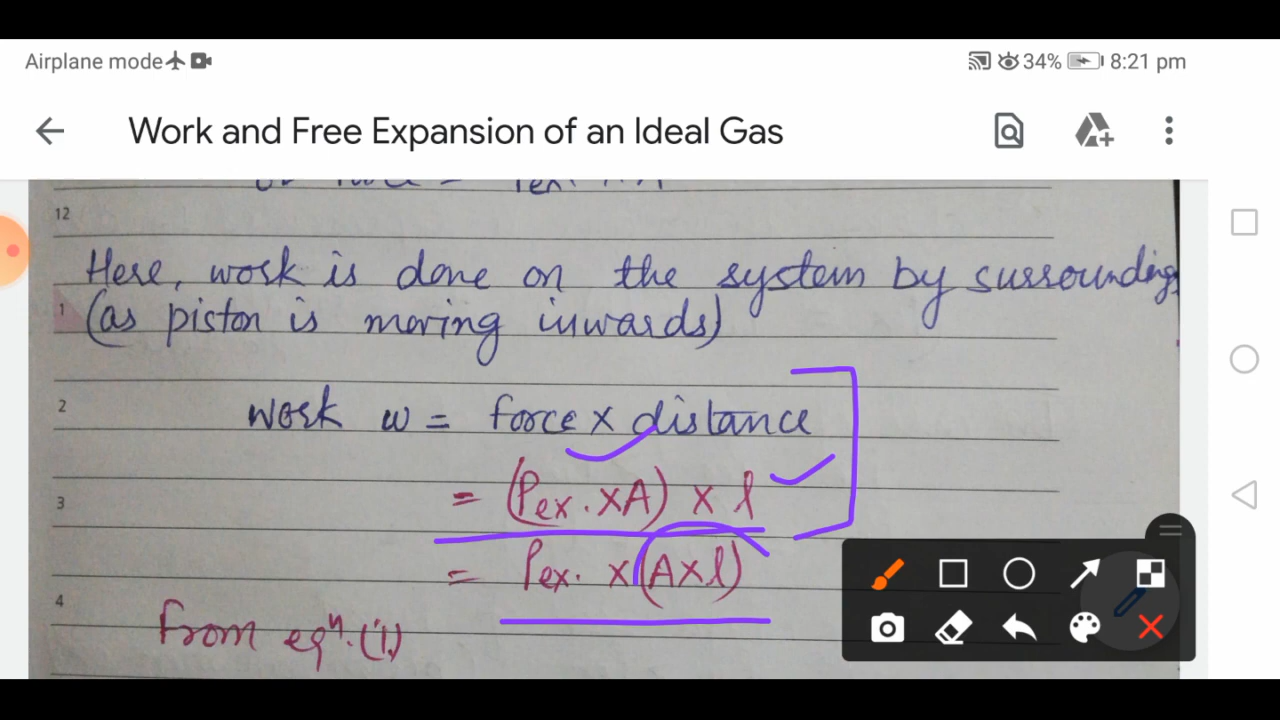 Airplane mode
34% 8:21 pm
Work and Free Expansion of an Ideal Gas
12
Here, work is done on the system by surrounding
1 (as piston is moving inwards)
2 work w = force × distance
= (Pex. × A) × l
3
= Pex. × (A × l)
4
from eqⁿ. (i)